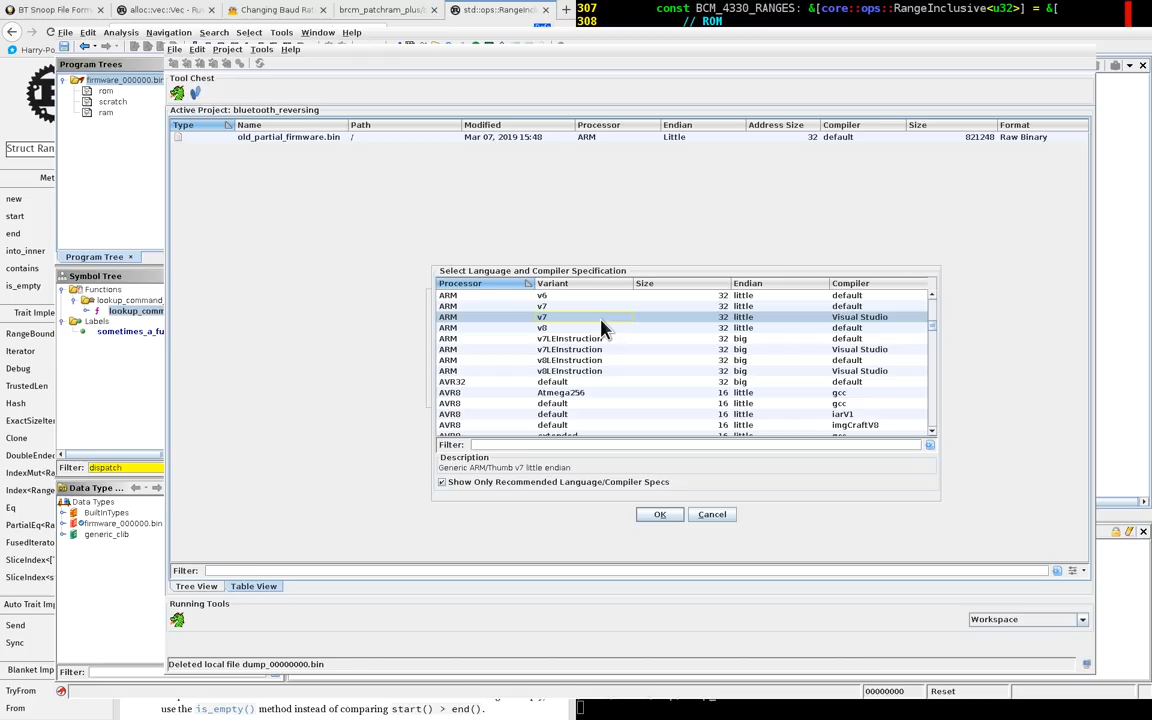 BT Snoop File Form
alloc::vec::Vec - Ru
Changing Baud Rat
brcm_patchram_plus/b
std::ops::RangeInclu
307 const BCM_4330_RANGES: &[core::ops::RangeInclusive<u32>] = &[
308 // ROM
File Edit Analysis Navigation Search Select Tools Window Help
Harry-Po
File Edit Project Tools Help
Program Trees
firmware_000000.bin
rom
scratch
ram
Program Tree
Tool Chest
Active Project: bluetooth_reversing
Type Name Path Modified Processor Endian Address Size Compiler Size Format
old_partial_firmware.bin / Mar 07, 2019 15:48 ARM Little 32 default 821248 Raw Binary
Struct Ran
Met
new
start
end
into_inner
contains
is_empty
Trait Imple
RangeBound
Iterator
Debug
TrustedLen
Hash
ExactSizeIter
Clone
DoubleEnde
IndexMut<Ra
Index<Range
Eq
PartialEq<Ra
FusedIterato
SliceIndex<[
SliceIndex<s
Auto Trait Imp
Send
Sync
Blanket Imp
TryFrom
From
Symbol Tree
Functions
lookup_command_
f lookup_comm
Labels
sometimes_a_fu
Filter: dispatch
Data Type ...
Data Types
BuiltInTypes
firmware_000000.bin
generic_clib
Filter:
Select Language and Compiler Specification
Processor Variant Size Endian Compiler
ARM v6 32 little default
ARM v7 32 little default
ARM v7 32 little Visual Studio
ARM v8 32 little default
ARM v7LEInstruction 32 big default
ARM v7LEInstruction 32 big Visual Studio
ARM v8LEInstruction 32 big default
ARM v8LEInstruction 32 big Visual Studio
AVR32 default 32 big default
AVR8 Atmega256 16 little gcc
AVR8 default 16 little gcc
AVR8 default 16 little iarV1
AVR8 default 16 little imgCraftV8
AVR8 extended 16 little gcc
Filter:
Description
Generic ARM/Thumb v7 little endian
Show Only Recommended Language/Compiler Specs
OK Cancel
Filter:
Tree View Table View
Running Tools
Workspace
Deleted local file dump_00000000.bin
00000000 Reset
use the is_empty() method instead of comparing start() > end().